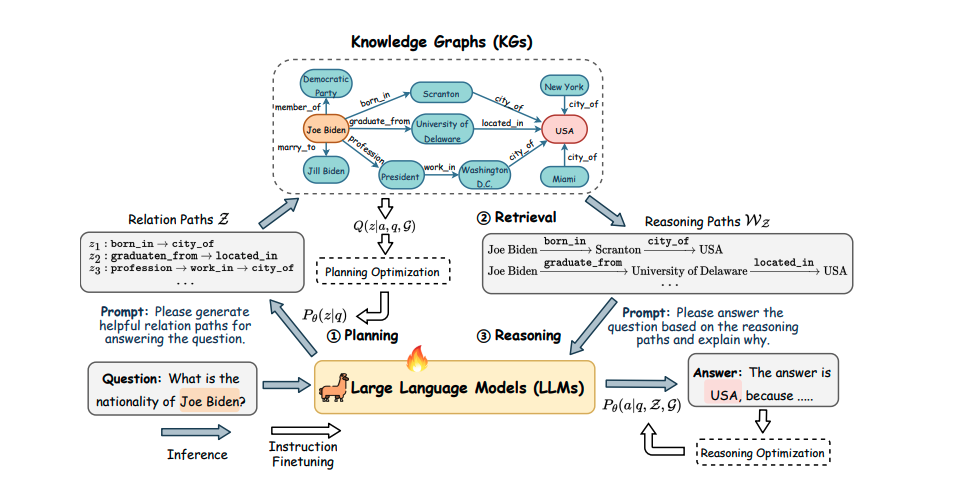 Knowledge Graphs (KGs)
Democratic
Party
member_of
Joe Biden
marry_to
Jill Biden
born_in
Scranton
city_of
graduate_from
University of
Delaware
located_in
profession
President
work_in
Washington
D.C.
city_of
New York
city_of
USA
city_of
Miami
Relation Paths 𝒵
z₁ : born_in → city_of
z₂ : graduaten_from → located_in
z₃ : profession → work_in → city_of
...
Q(z|a, q, 𝒢)
Planning Optimization
P_θ(z|q)
① Planning
② Retrieval
Reasoning Paths 𝒲_𝒵
born_in city_of
Joe Biden → Scranton → USA
graduate_from located_in
Joe Biden → University of Delaware → USA
...
Prompt: Please generate
helpful relation paths for
answering the question.
③ Reasoning
Prompt: Please answer the
question based on the reasoning
paths and explain why.
Question: What is the
nationality of Joe Biden?
Large Language Models (LLMs)
P_θ(a|q, 𝒵, 𝒢)
Answer: The answer is
USA, because .....
Reasoning Optimization
Inference
Instruction
Finetuning